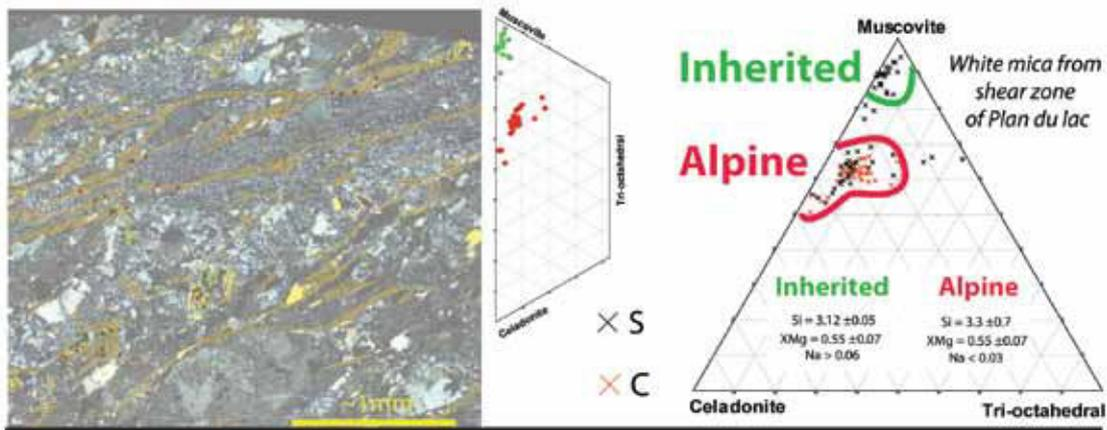 1mm
Muscovite
Tri-octahedral
Celadonite
S
C
Muscovite
Inherited
White mica from
shear zone
of Plan du lac
Alpine
Inherited
Si = 3.12 ±0.05
XMg = 0.55 ±0.07
Na > 0.06
Alpine
Si = 3.3 ±0.7
XMg = 0.55 ±0.07
Na < 0.03
Celadonite
Tri-octahedral